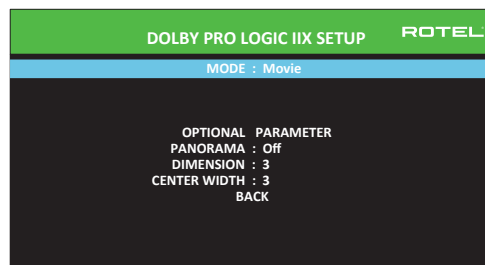 DOLBY PRO LOGIC IIX SETUP
ROTEL
MODE : Movie
OPTIONAL PARAMETER
PANORAMA : Off
DIMENSION : 3
CENTER WIDTH : 3
BACK